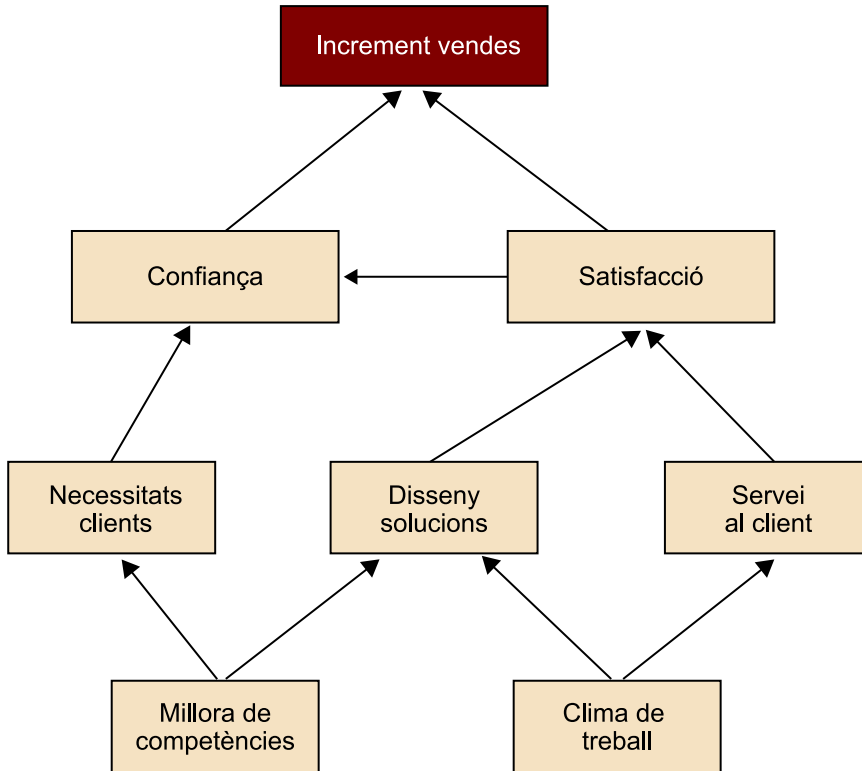 Increment vendes
Confiança
Satisfacció
Necessitats
clients
Disseny
solucions
Servei
al client
Millora de
competències
Clima de
treball